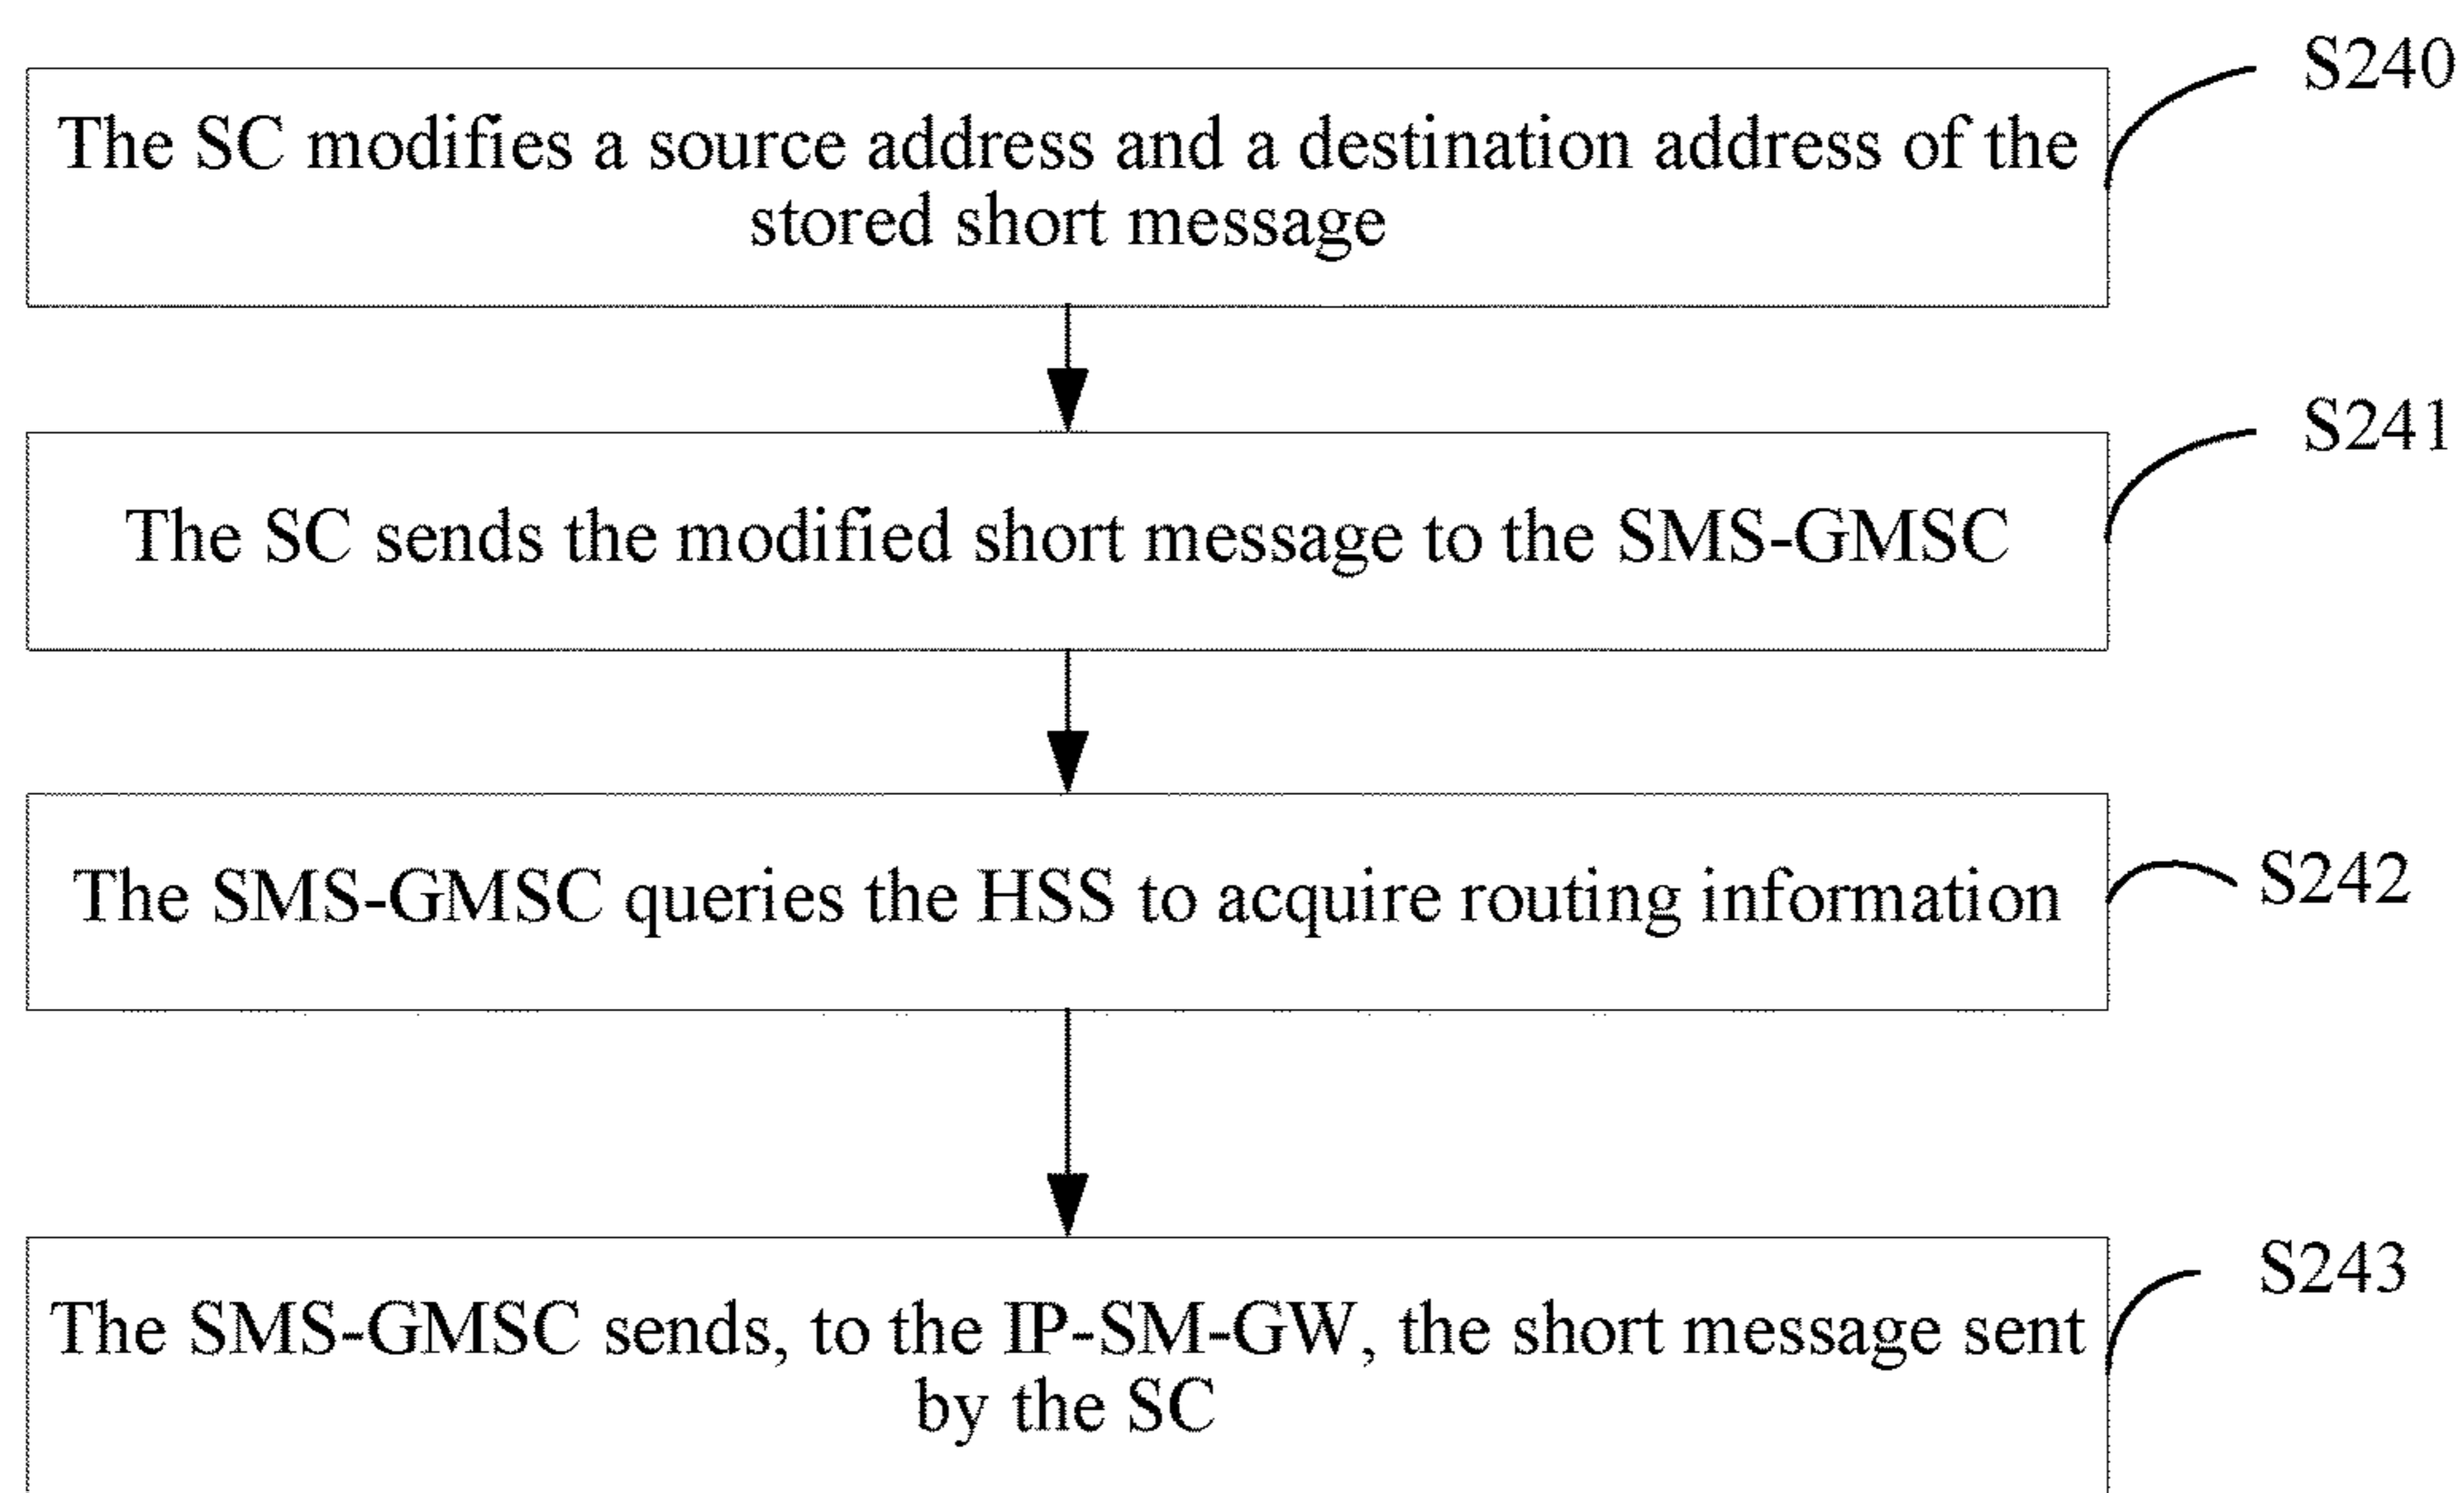 S240
The SC modifies a source address and a destination address of the
stored short message
S241
The SC sends the modified short message to the SMS-GMSC
The SMS-GMSC queries the HSS to acquire routing information
S242
S243
The SMS-GMSC sends, to the IP-SM-GW, the short message sent
by the SC